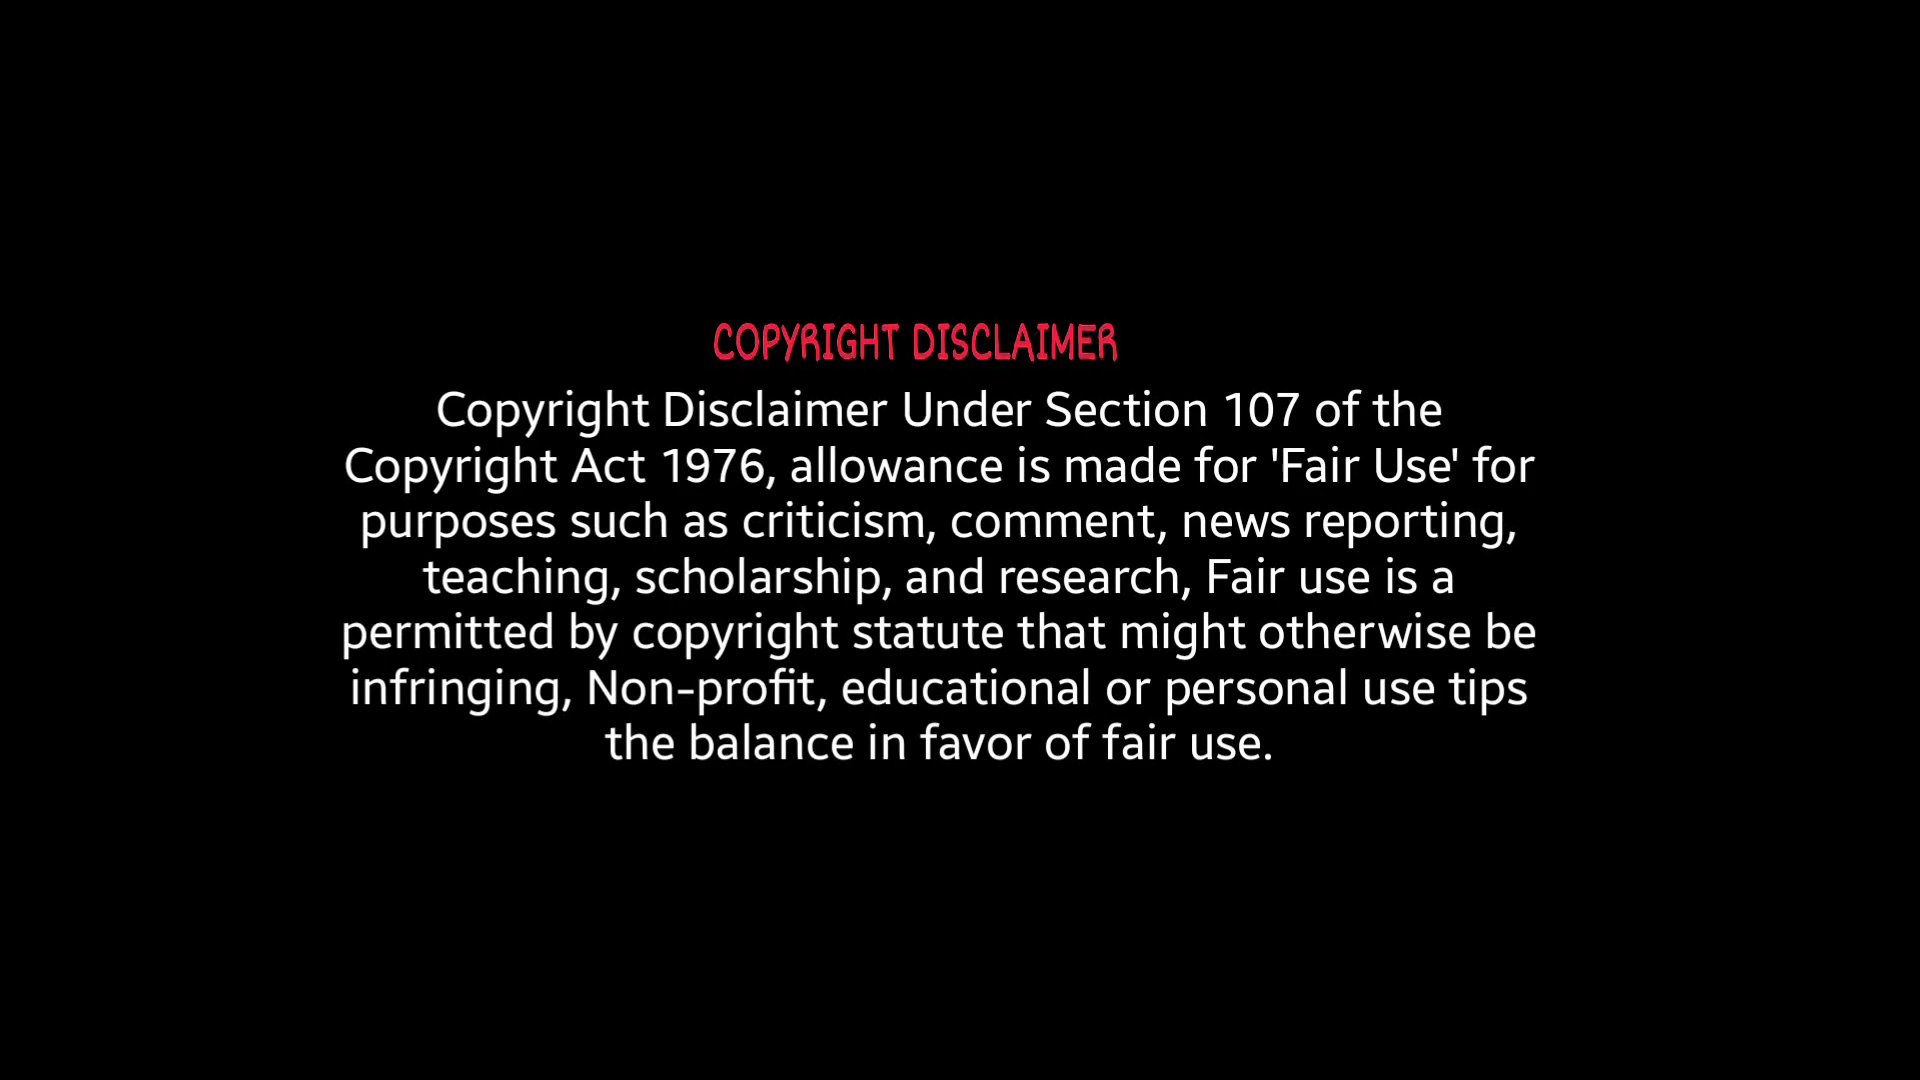 COPYRIGHT DISCLAIMER
Copyright Disclaimer Under Section 107 of the
Copyright Act 1976, allowance is made for 'Fair Use' for
purposes such as criticism, comment, news reporting,
teaching, scholarship, and research, Fair use is a
permitted by copyright statute that might otherwise be
infringing, Non-profit, educational or personal use tips
the balance in favor of fair use.